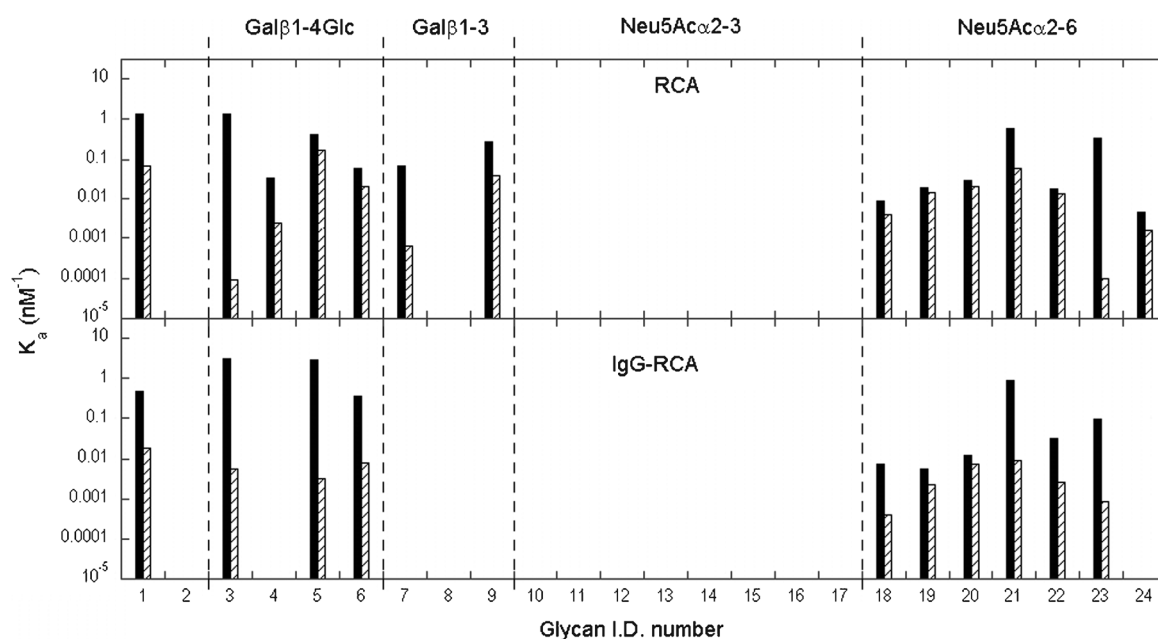 Galβ1-4Glc Galβ1-3 Neu5Acα2-3 Neu5Acα2-6
RCA
10
1
0.1
0.01
0.001
0.0001
10⁻⁵
Kₐ (nM⁻¹)
IgG-RCA
10
1
0.1
0.01
0.001
0.0001
10⁻⁵
1 2 3 4 5 6 7 8 9 10 11 12 13 14 15 16 17 18 19 20 21 22 23 24
Glycan I.D. number